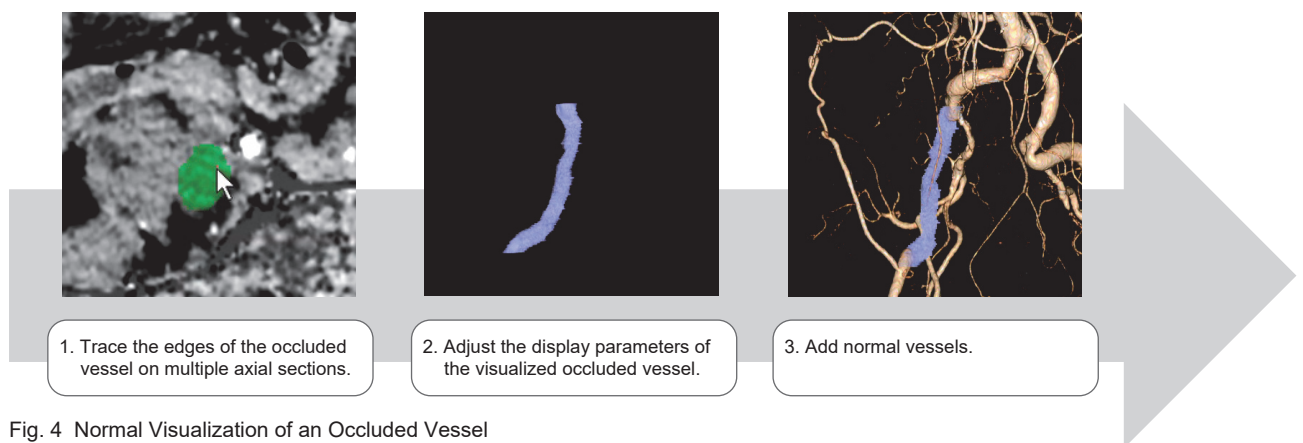 1. Trace the edges of the occluded
vessel on multiple axial sections.
2. Adjust the display parameters of
the visualized occluded vessel.
3. Add normal vessels.
Fig. 4 Normal Visualization of an Occluded Vessel